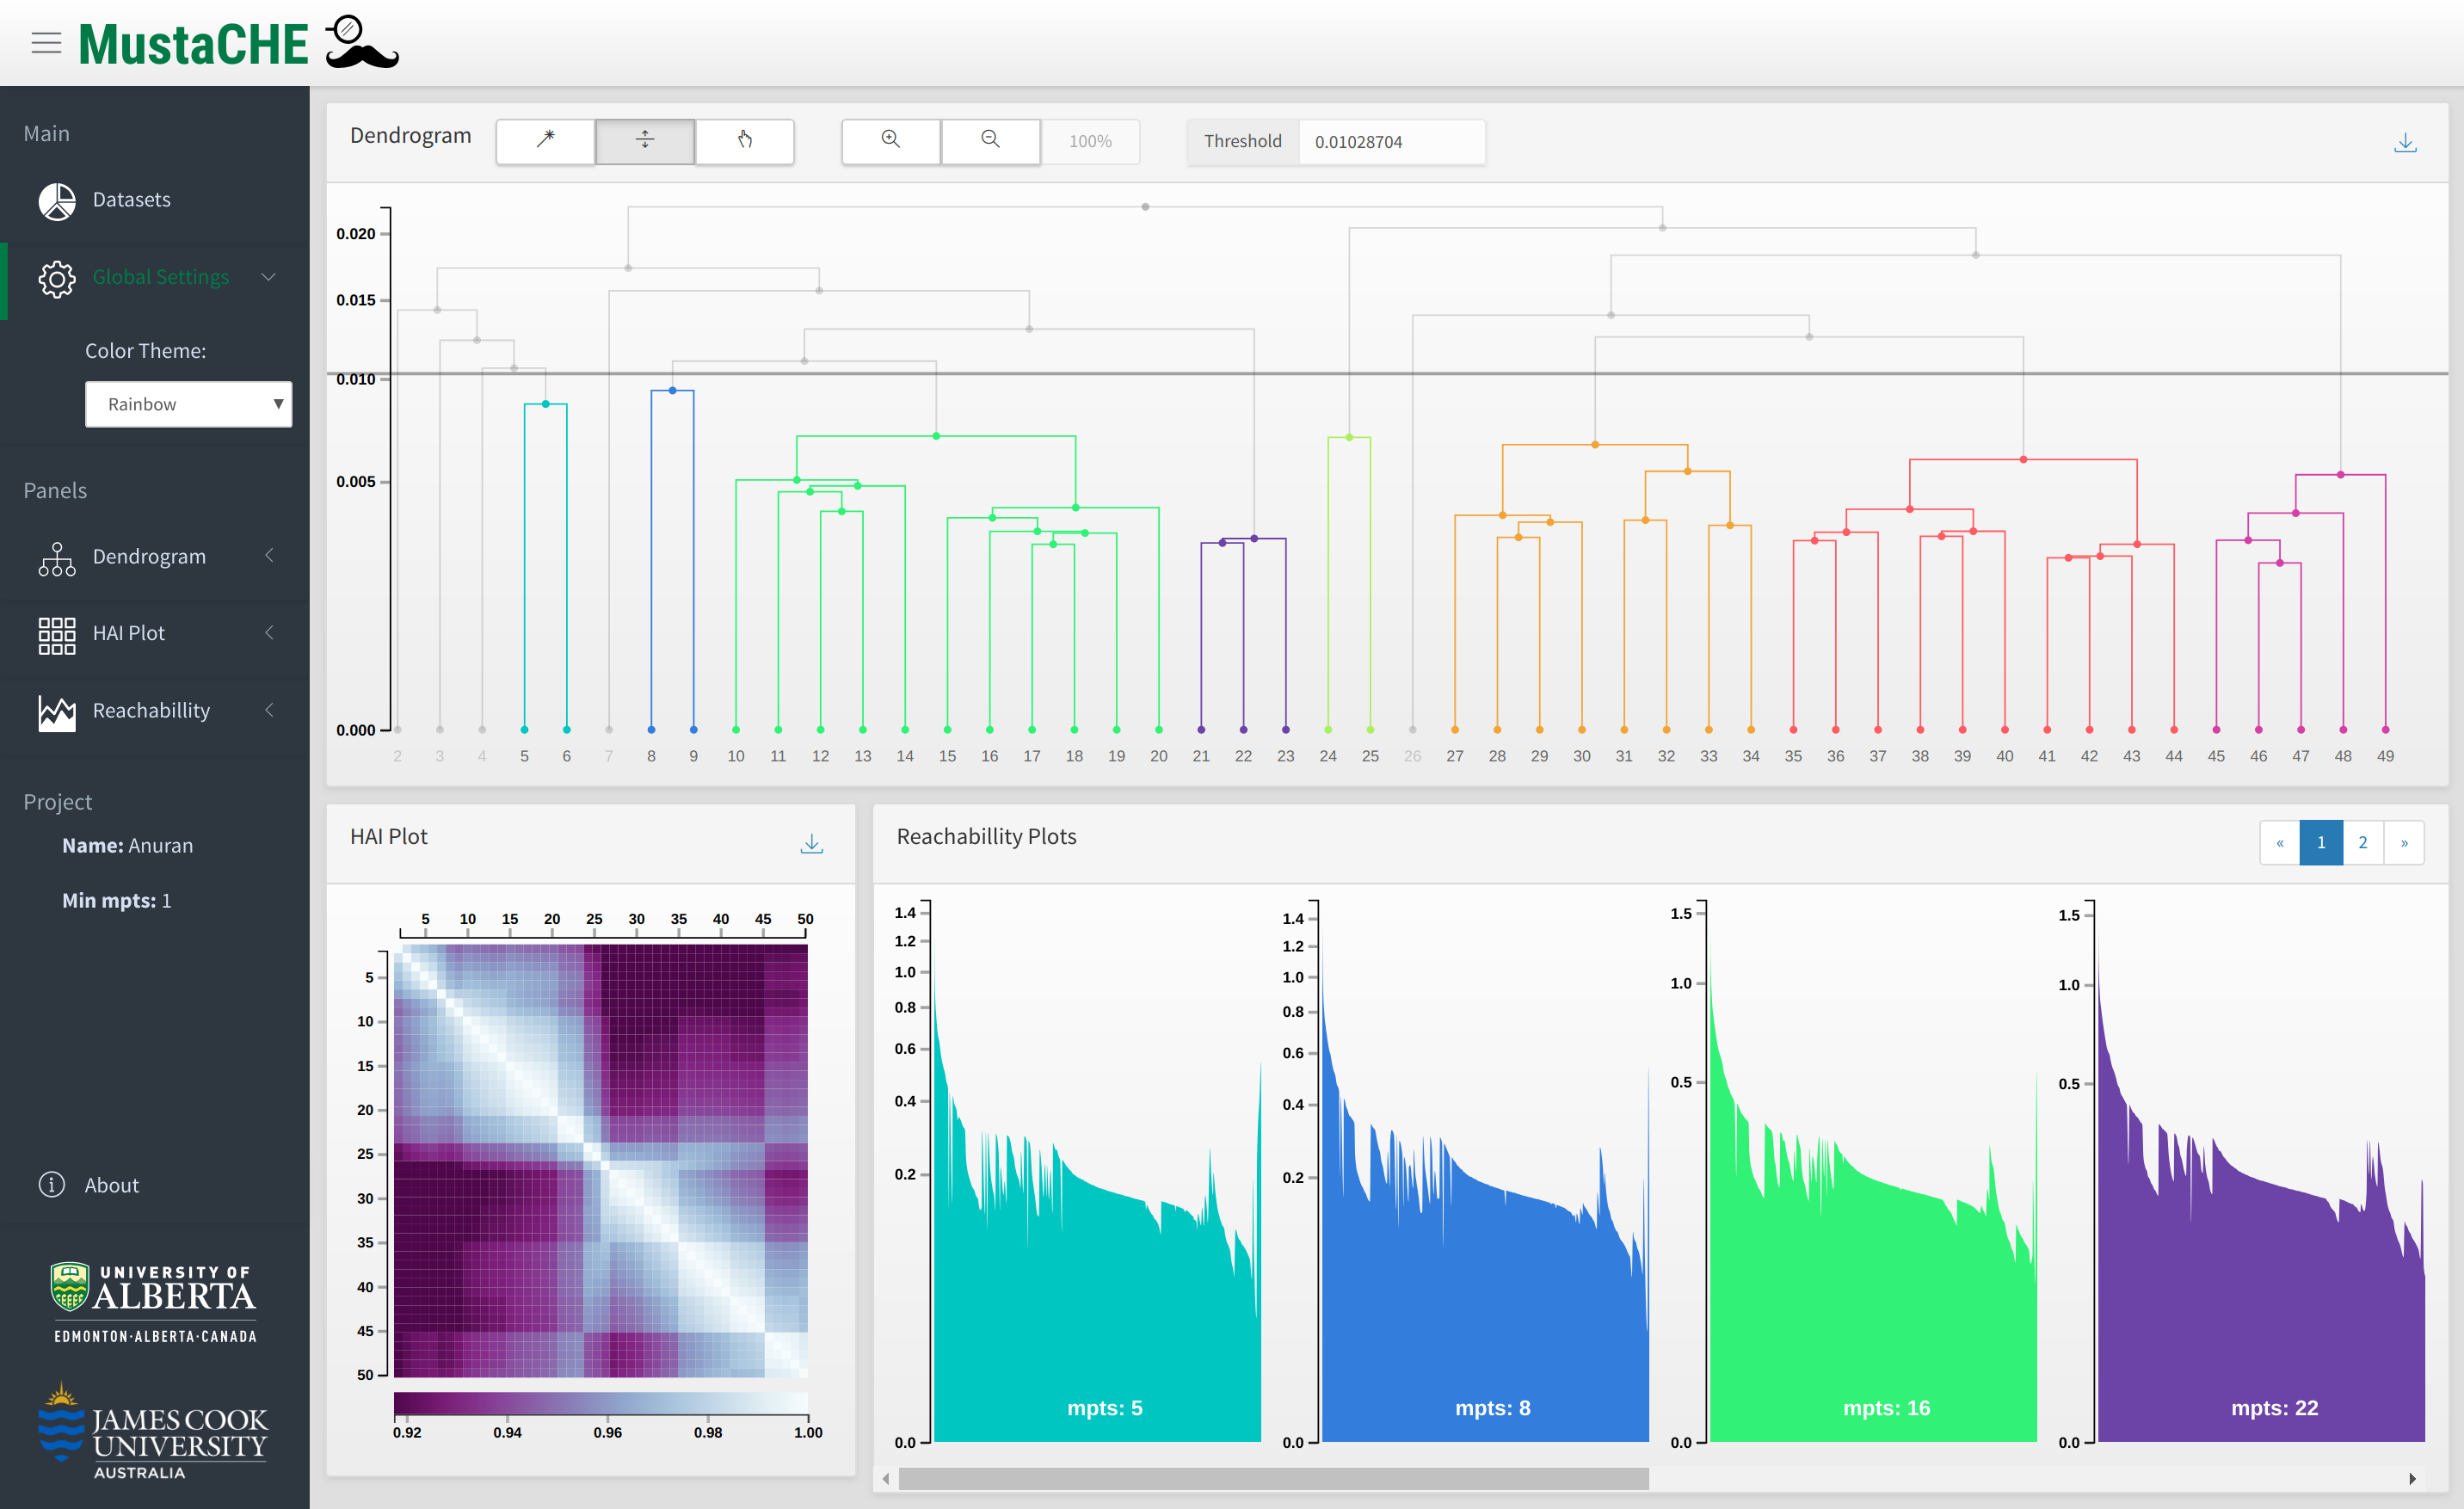 MustaCHE
Main
Datasets
Global Settings
Color Theme:
Rainbow
Panels
Dendrogram
HAI Plot
Reachabillity
Project
Name: Anuran
Min mpts: 1
About
UNIVERSITY OF
ALBERTA
EDMONTON·ALBERTA·CANADA
JAMES COOK
UNIVERSITY
AUSTRALIA
Dendrogram
100%
Threshold 0.01028704
0.020
0.015
0.010
0.005
0.000
2 3 4 5 6 7 8 9 10 11 12 13 14 15 16 17 18 19 20 21 22 23 24 25 26 27 28 29 30 31 32 33 34 35 36 37 38 39 40 41 42 43 44 45 46 47 48 49
HAI Plot
5 10 15 20 25 30 35 40 45 50
5
10
15
20
25
30
35
40
45
50
0.92 0.94 0.96 0.98 1.00
Reachabillity Plots
« 1 2 »
1.4
1.2
1.0
0.8
0.6
0.4
0.2
0.0
mpts: 5
1.4
1.2
1.0
0.8
0.6
0.4
0.2
0.0
mpts: 8
1.5
1.0
0.5
0.0
mpts: 16
1.5
1.0
0.5
0.0
mpts: 22